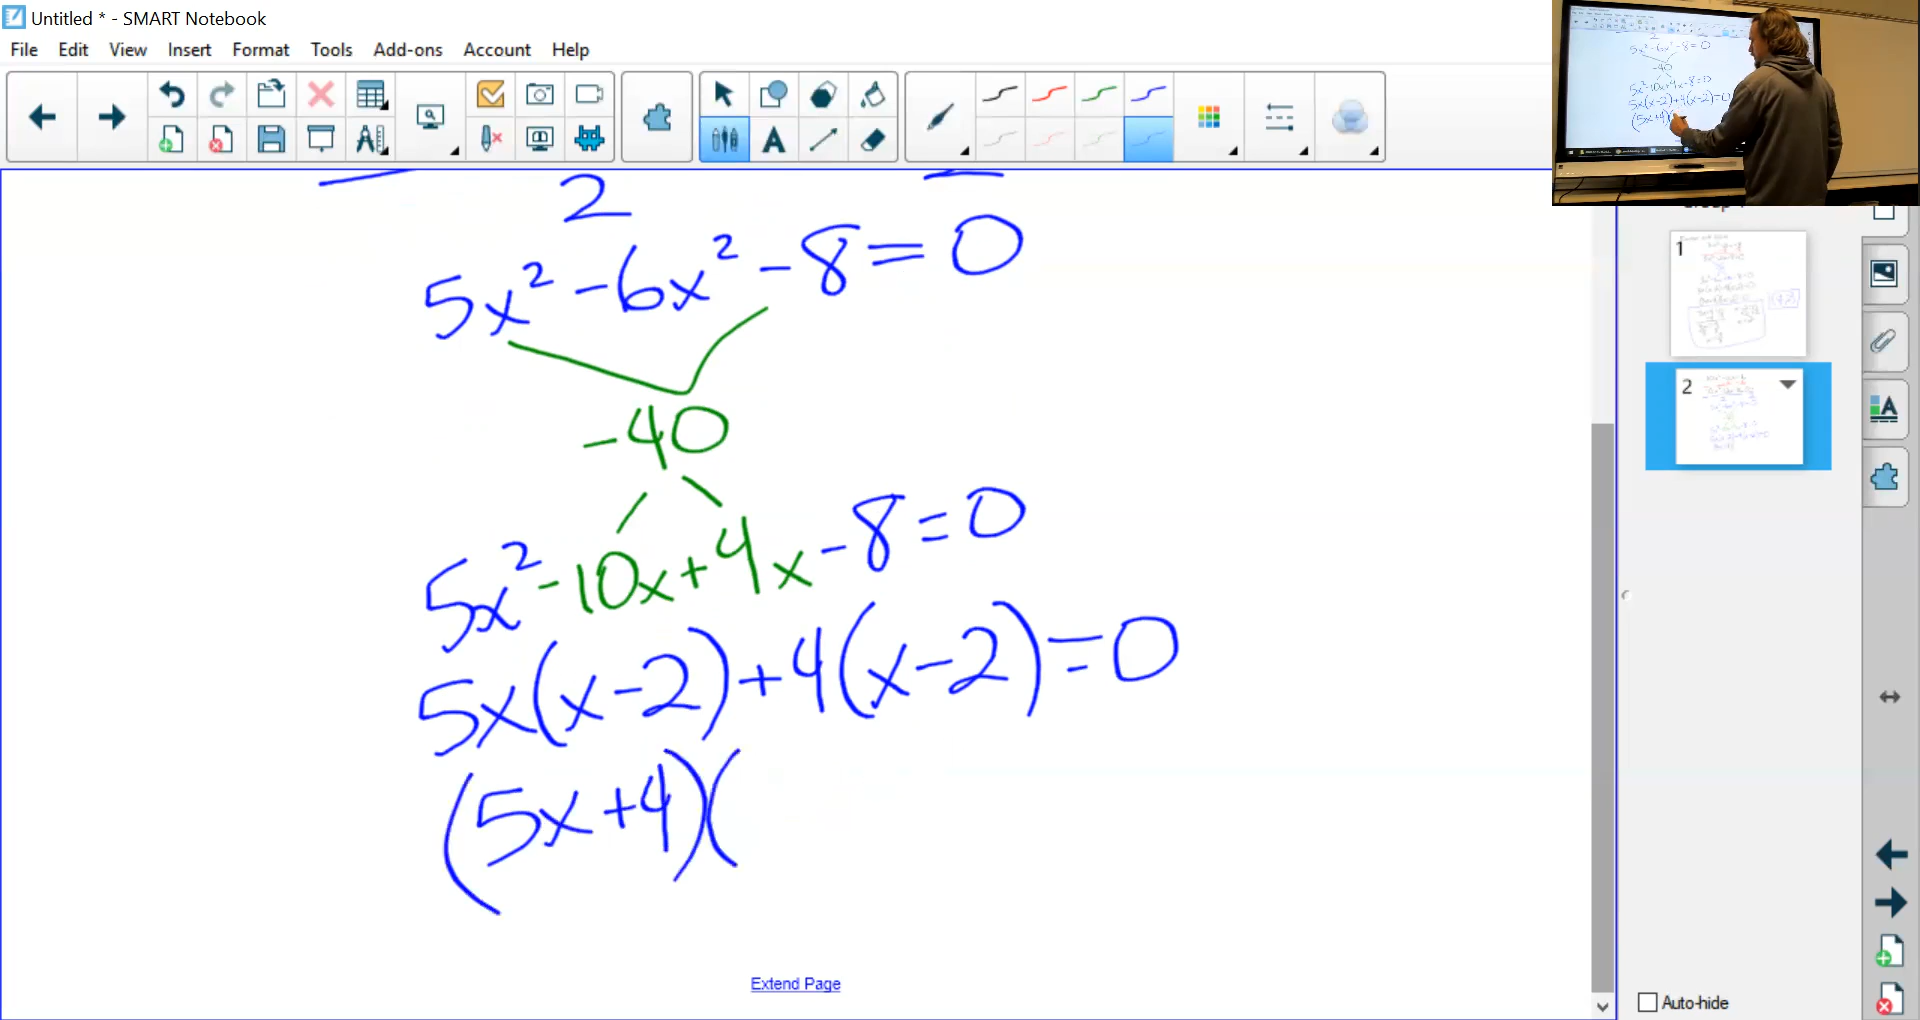 Untitled * - SMART Notebook
File Edit View Insert Format Tools Add-ons Account Help
2
5x² - 6x² - 8 = 0
-40
5x² - 10x + 4x - 8 = 0
5x(x - 2) + 4(x - 2) = 0
(5x + 4)(
Extend Page
1
2
Auto-hide